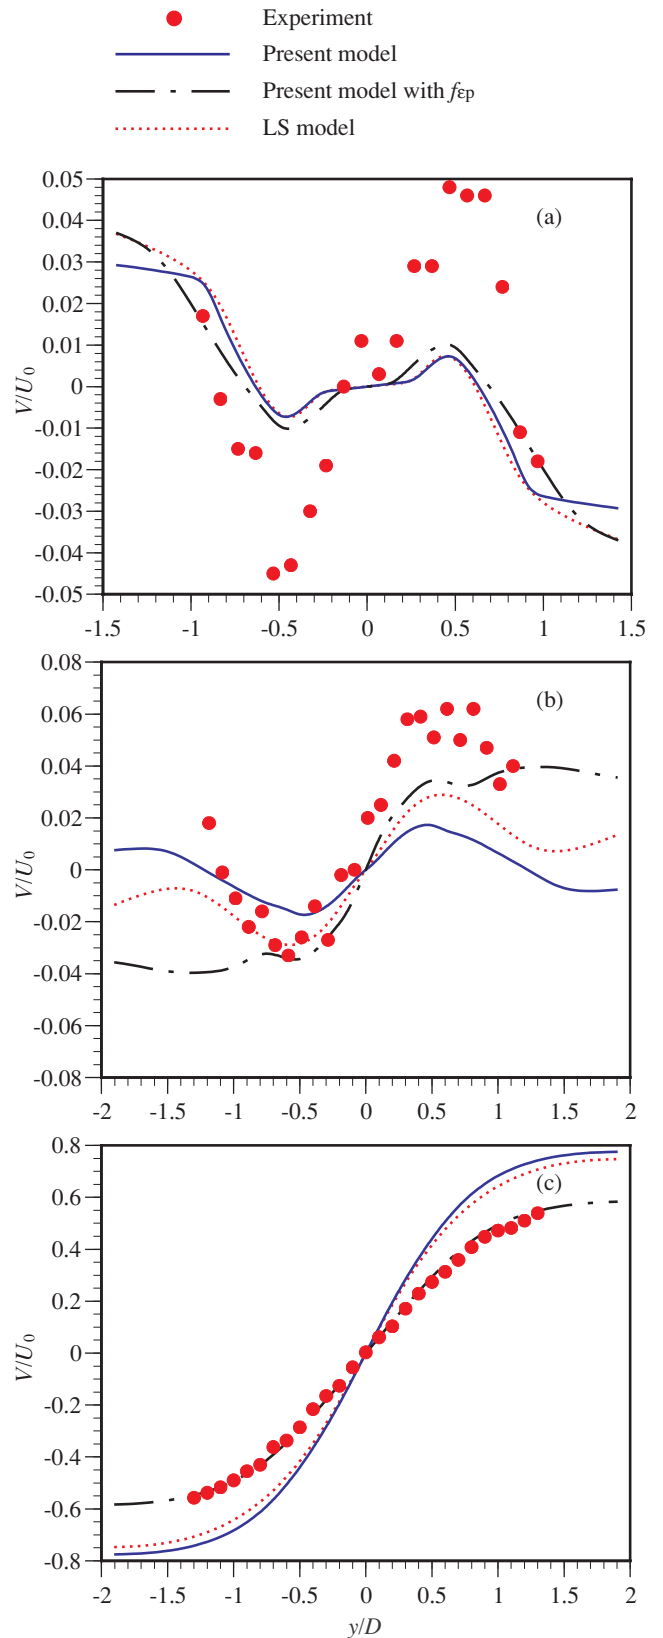 Experiment
Present model
Present model with fεp
LS model
0.05
0.04
0.03
0.02
0.01
0
-0.01
-0.02
-0.03
-0.04
-0.05
V/U0
(a)
-1.5 -1 -0.5 0 0.5 1 1.5
0.08
0.06
0.04
0.02
0
-0.02
-0.04
-0.06
-0.08
V/U0
(b)
-2 -1.5 -1 -0.5 0 0.5 1 1.5 2
0.8
0.6
0.4
0.2
0
-0.2
-0.4
-0.6
-0.8
V/U0
(c)
-2 -1.5 -1 -0.5 0 0.5 1 1.5 2
y/D